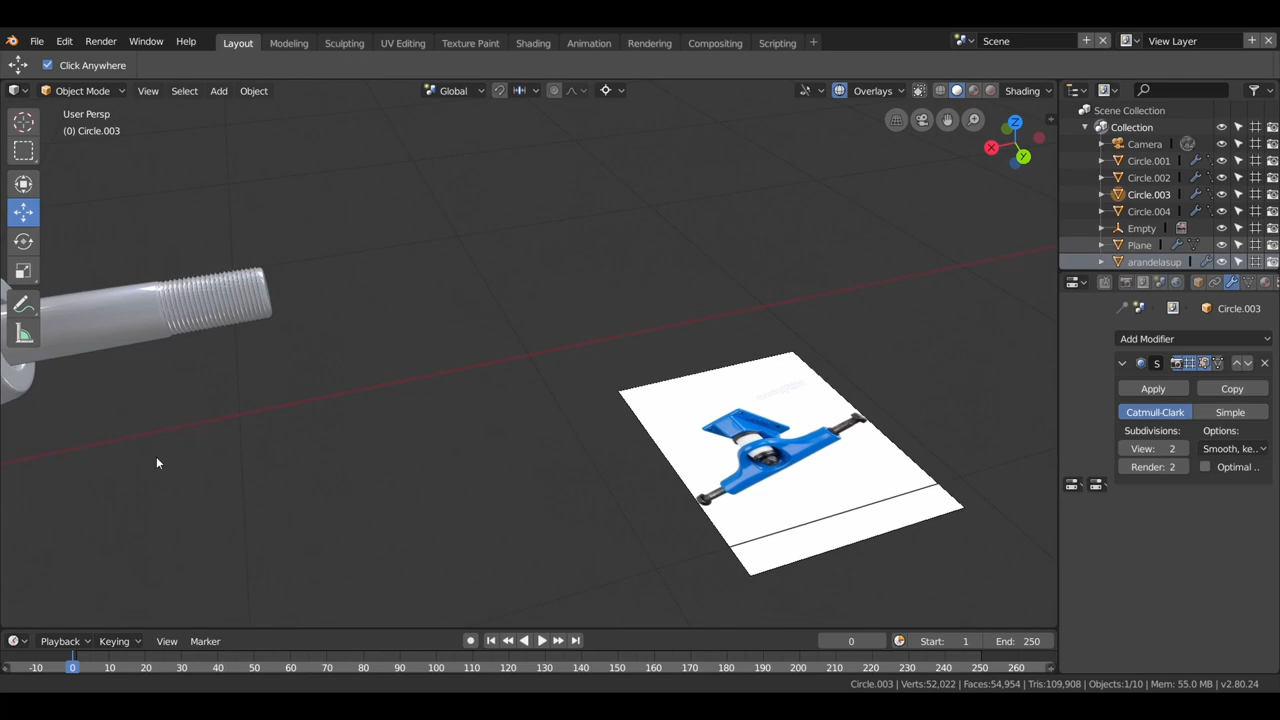 File Edit Render Window Help Layout Modeling Sculpting UV Editing Texture Paint Shading Animation Rendering Compositing Scripting + Scene View Layer
Click Anywhere
Object Mode View Select Add Object Global Overlays Shading
User Persp
(0) Circle.003
X Y Z
Scene Collection
Collection
Camera
Circle.001
Circle.002
Circle.003
Circle.004
Empty
Plane
arandelasup
Circle.003
Add Modifier
S
Apply Copy
Catmull-Clark Simple
Subdivisions: Options:
View: 2 Smooth, ke..
Render: 2 Optimal ..
Playback Keying View Marker 0 Start: 1 End: 250
-10 0 10 20 30 40 50 60 70 80 90 100 110 120 130 140 150 160 170 180 190 200 210 220 230 240 250 260
Circle.003 | Verts:52,022 | Faces:54,954 | Tris:109,908 | Objects:1/10 | Mem: 55.0 MB | v2.80.24